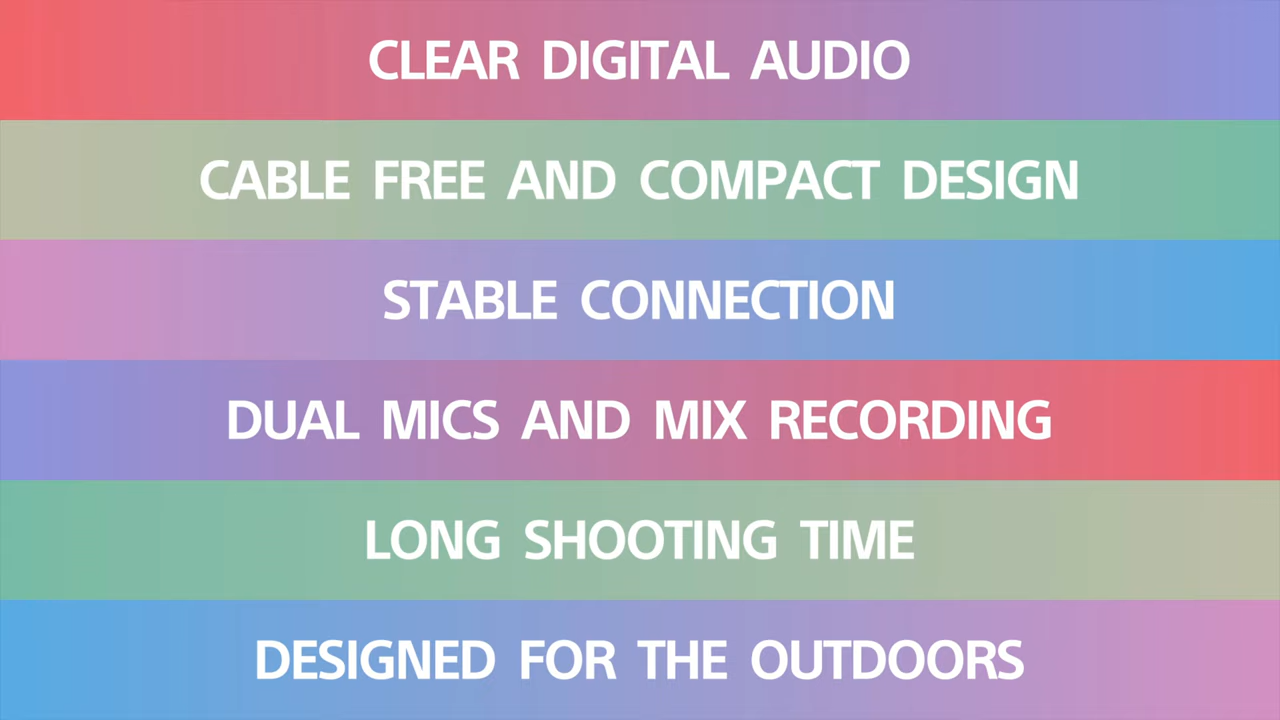 CLEAR DIGITAL AUDIO
CABLE FREE AND COMPACT DESIGN
STABLE CONNECTION
DUAL MICS AND MIX RECORDING
LONG SHOOTING TIME
DESIGNED FOR THE OUTDOORS